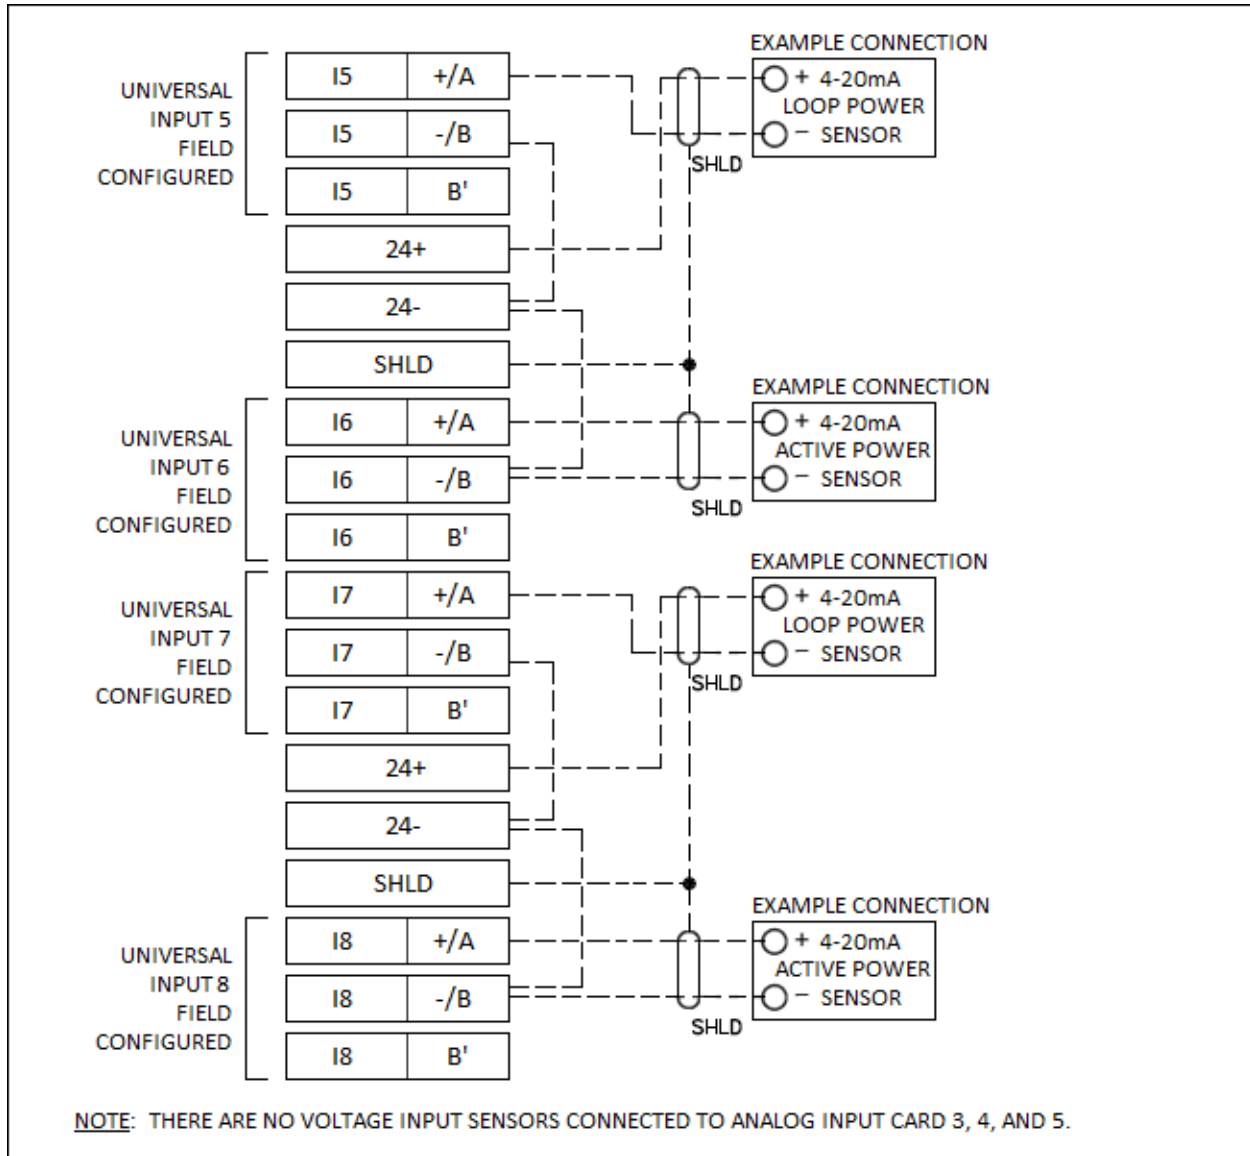 EXAMPLE CONNECTION
UNIVERSAL
INPUT 5
FIELD
CONFIGURED
I5 +/A
I5 -/B
I5 B'
24+
24-
SHLD
+ 4-20mA
LOOP POWER
− SENSOR
SHLD
EXAMPLE CONNECTION
UNIVERSAL
INPUT 6
FIELD
CONFIGURED
I6 +/A
I6 -/B
I6 B'
+ 4-20mA
ACTIVE POWER
− SENSOR
SHLD
EXAMPLE CONNECTION
UNIVERSAL
INPUT 7
FIELD
CONFIGURED
I7 +/A
I7 -/B
I7 B'
24+
24-
SHLD
+ 4-20mA
LOOP POWER
− SENSOR
SHLD
EXAMPLE CONNECTION
UNIVERSAL
INPUT 8
FIELD
CONFIGURED
I8 +/A
I8 -/B
I8 B'
+ 4-20mA
ACTIVE POWER
− SENSOR
SHLD
NOTE: THERE ARE NO VOLTAGE INPUT SENSORS CONNECTED TO ANALOG INPUT CARD 3, 4, AND 5.